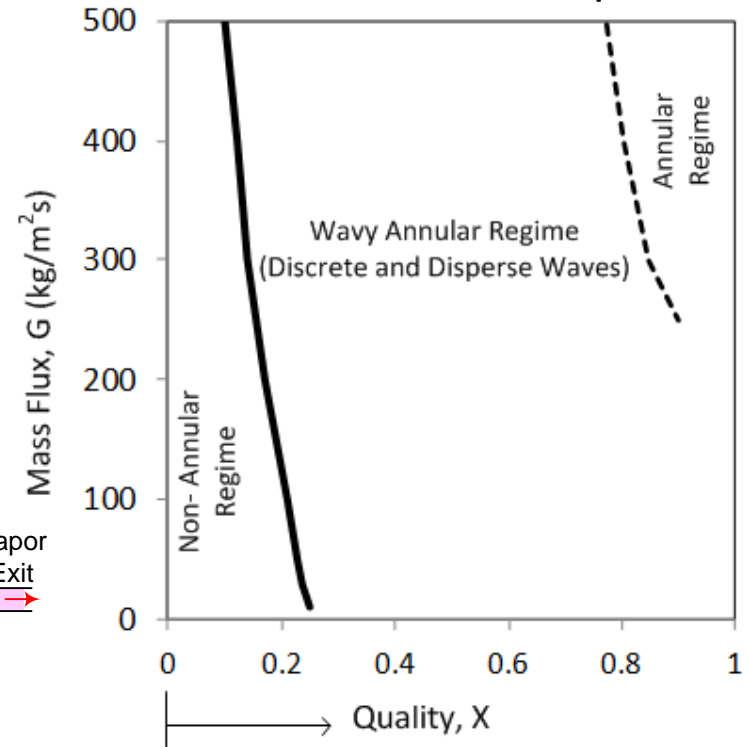 500
400
300
200
100
0
Mass Flux, G (kg/m²s)
Non- Annular
Regime
Wavy Annular Regime
(Discrete and Disperse Waves)
Annular
Regime
apor
Exit
0 0.2 0.4 0.6 0.8 1
Quality, X